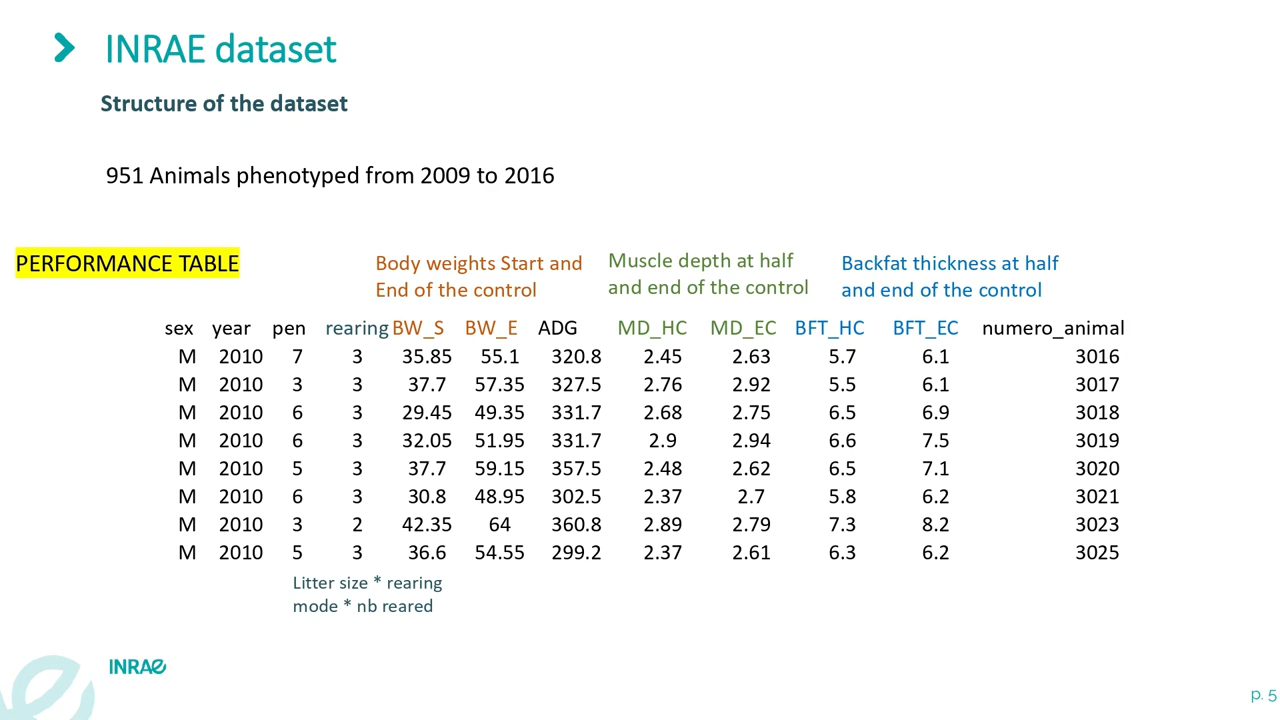 INRAE dataset
Structure of the dataset
951 Animals phenotyped from 2009 to 2016
PERFORMANCE TABLE
Body weights Start and
End of the control
Muscle depth at half
and end of the control
Backfat thickness at half
and end of the control
sex year pen rearing BW_S BW_E ADG MD_HC MD_EC BFT_HC BFT_EC numero_animal
M 2010 7 3 35.85 55.1 320.8 2.45 2.63 5.7 6.1 3016
M 2010 3 3 37.7 57.35 327.5 2.76 2.92 5.5 6.1 3017
M 2010 6 3 29.45 49.35 331.7 2.68 2.75 6.5 6.9 3018
M 2010 6 3 32.05 51.95 331.7 2.9 2.94 6.6 7.5 3019
M 2010 5 3 37.7 59.15 357.5 2.48 2.62 6.5 7.1 3020
M 2010 6 3 30.8 48.95 302.5 2.37 2.7 5.8 6.2 3021
M 2010 3 2 42.35 64 360.8 2.89 2.79 7.3 8.2 3023
M 2010 5 3 36.6 54.55 299.2 2.37 2.61 6.3 6.2 3025
Litter size * rearing
mode * nb reared
INRAE
p. 5